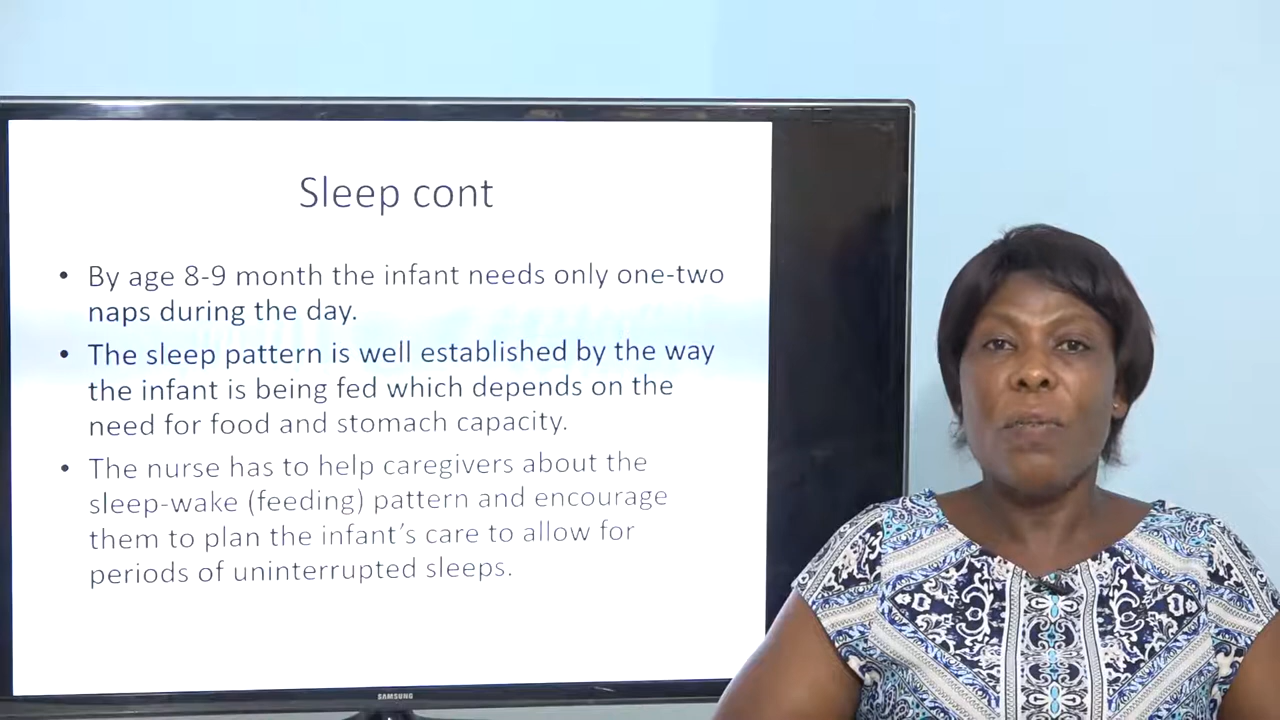 Sleep cont
• By age 8-9 month the infant needs only one-two
naps during the day.
• The sleep pattern is well established by the way
the infant is being fed which depends on the
need for food and stomach capacity.
• The nurse has to help caregivers about the
sleep-wake (feeding) pattern and encourage
them to plan the infant's care to allow for
periods of uninterrupted sleeps.
SAMSUNG